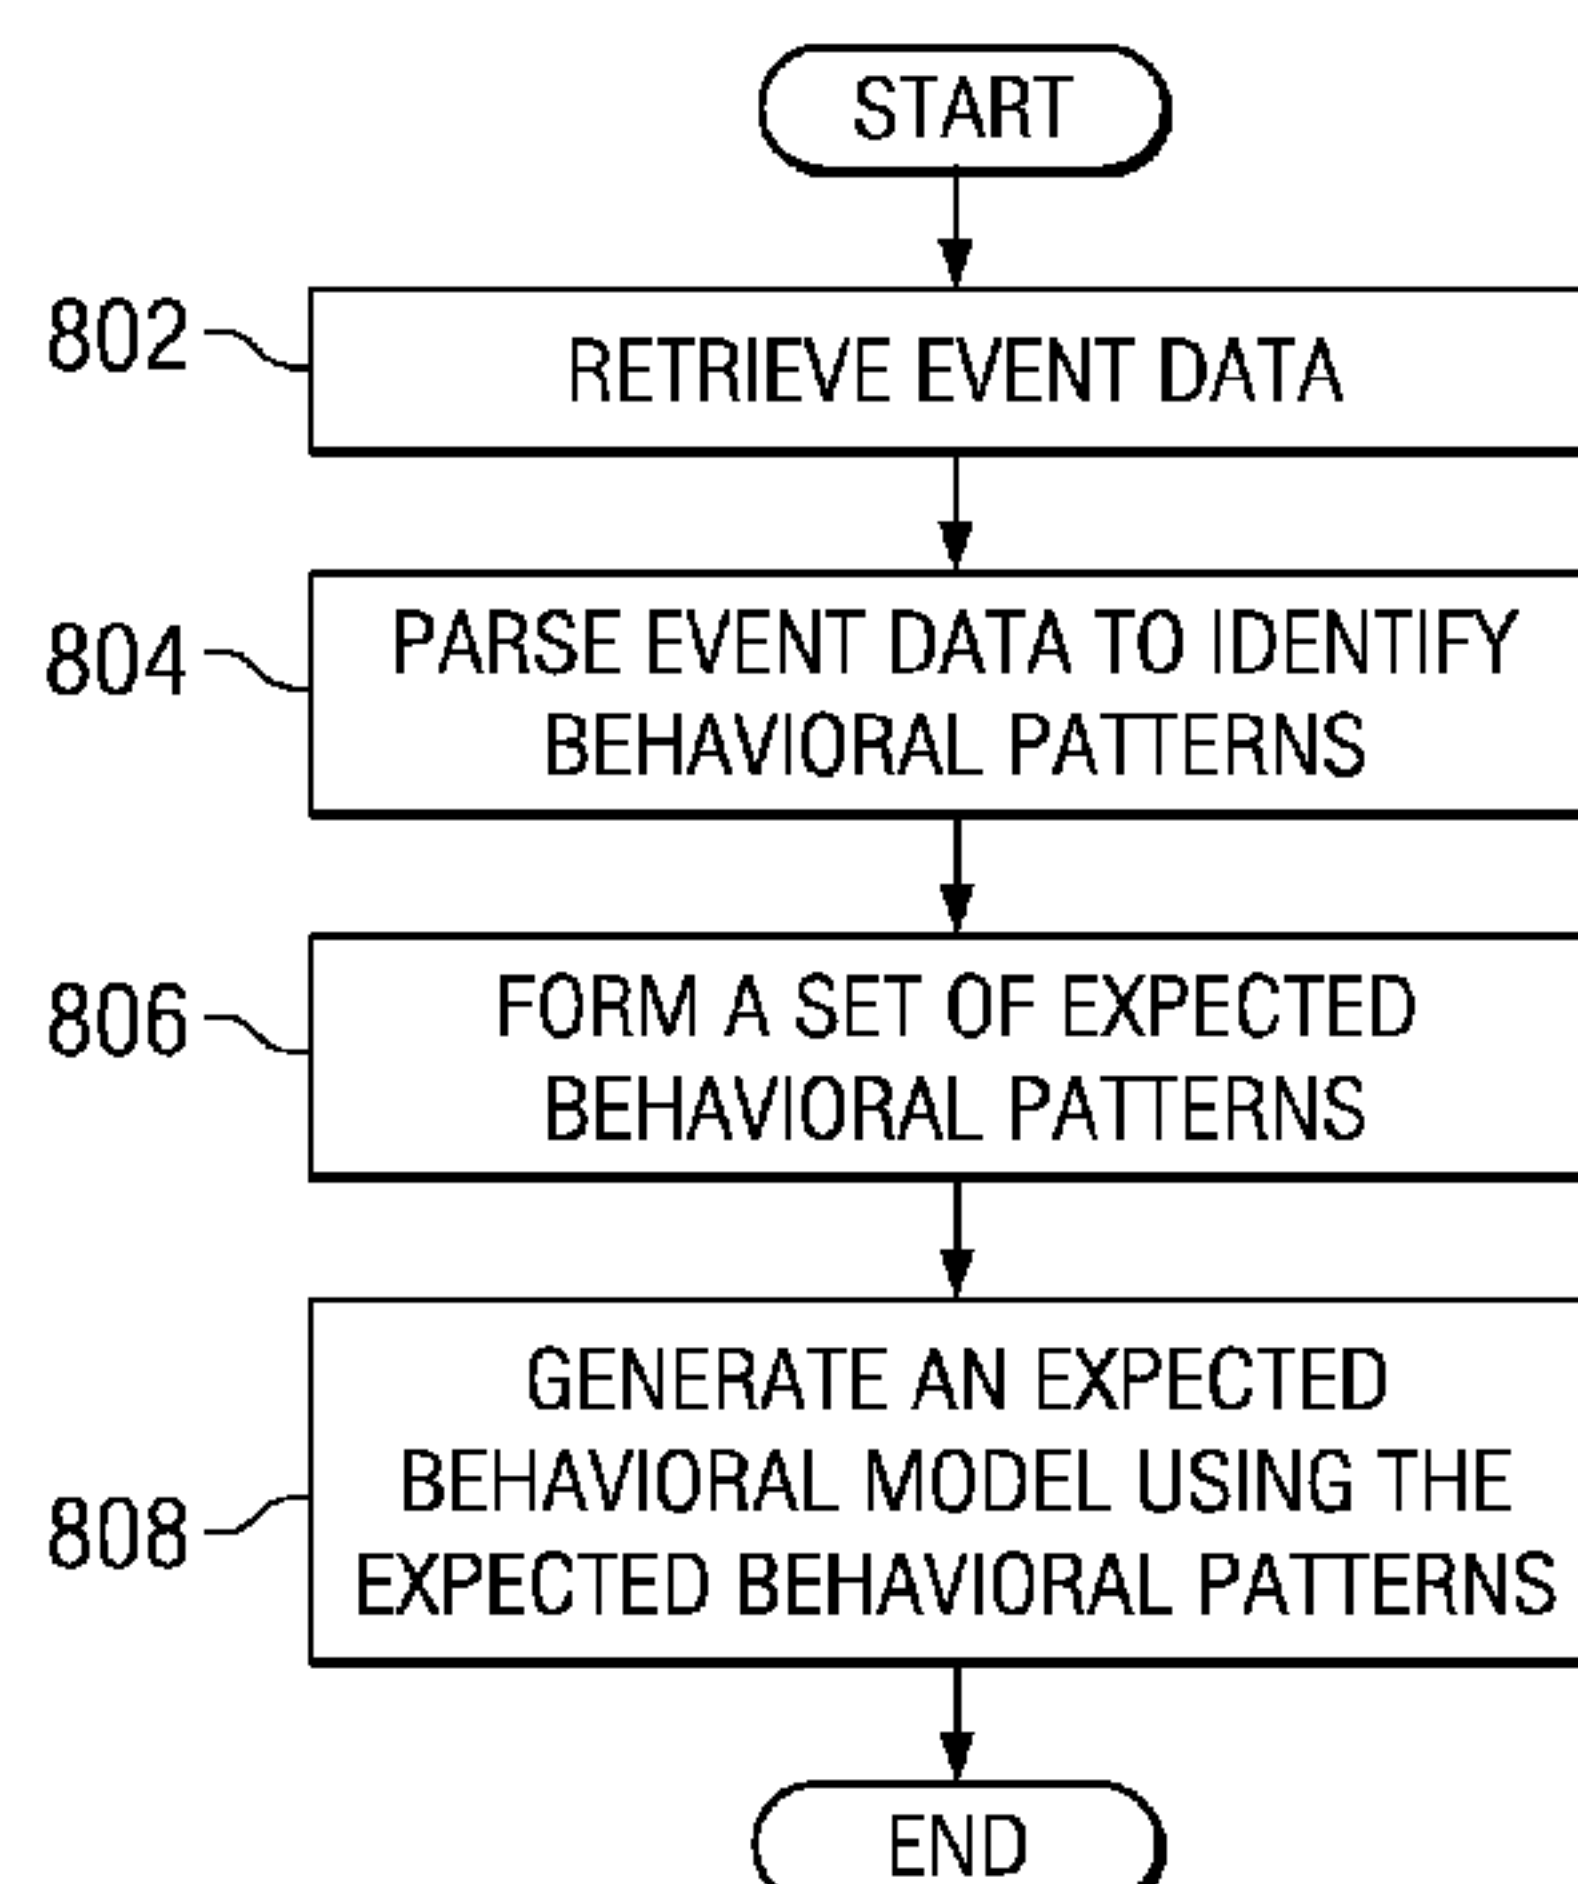 START
802
RETRIEVE EVENT DATA
804
PARSE EVENT DATA TO IDENTIFY
BEHAVIORAL PATTERNS
806
FORM A SET OF EXPECTED
BEHAVIORAL PATTERNS
808
GENERATE AN EXPECTED
BEHAVIORAL MODEL USING THE
EXPECTED BEHAVIORAL PATTERNS
END